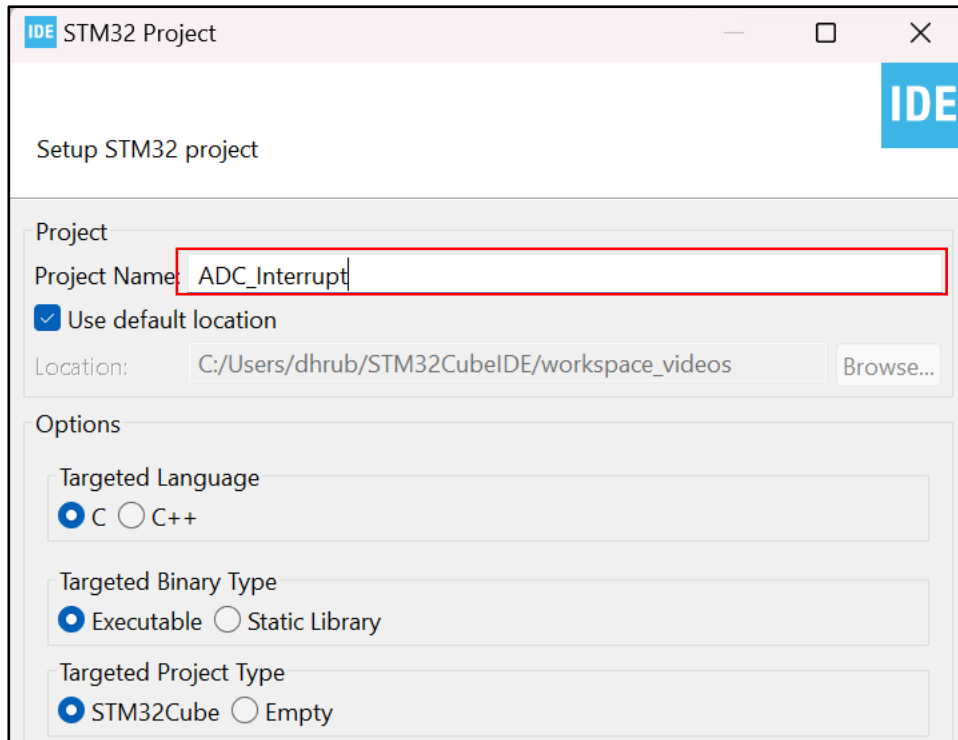 IDE STM32 Project
IDE
Setup STM32 project
Project
Project Name: ADC_Interrupt
Use default location
Location: C:/Users/dhrub/STM32CubeIDE/workspace_videos Browse...
Options
Targeted Language
C C++
Targeted Binary Type
Executable Static Library
Targeted Project Type
STM32Cube Empty